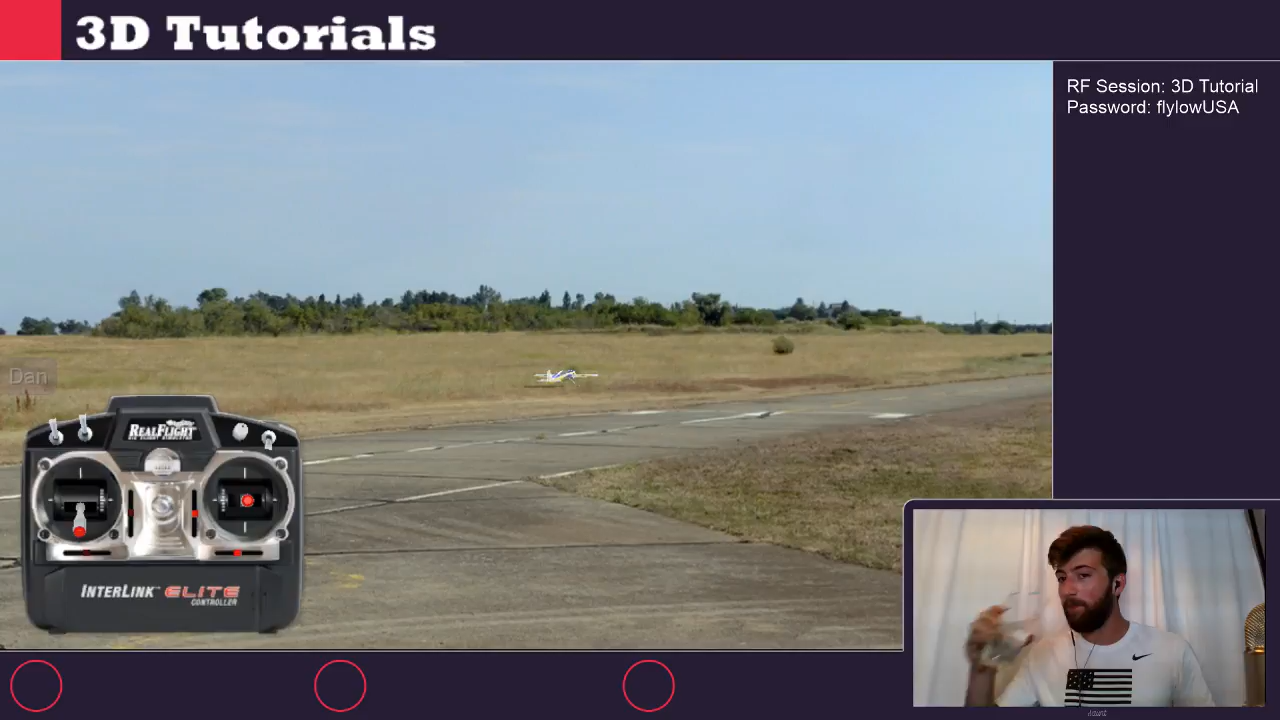 3D Tutorials
RF Session: 3D Tutorial
Password: flylowUSA
Dan
REALFLIGHT
INTERLINK ELITE
CONTROLLER